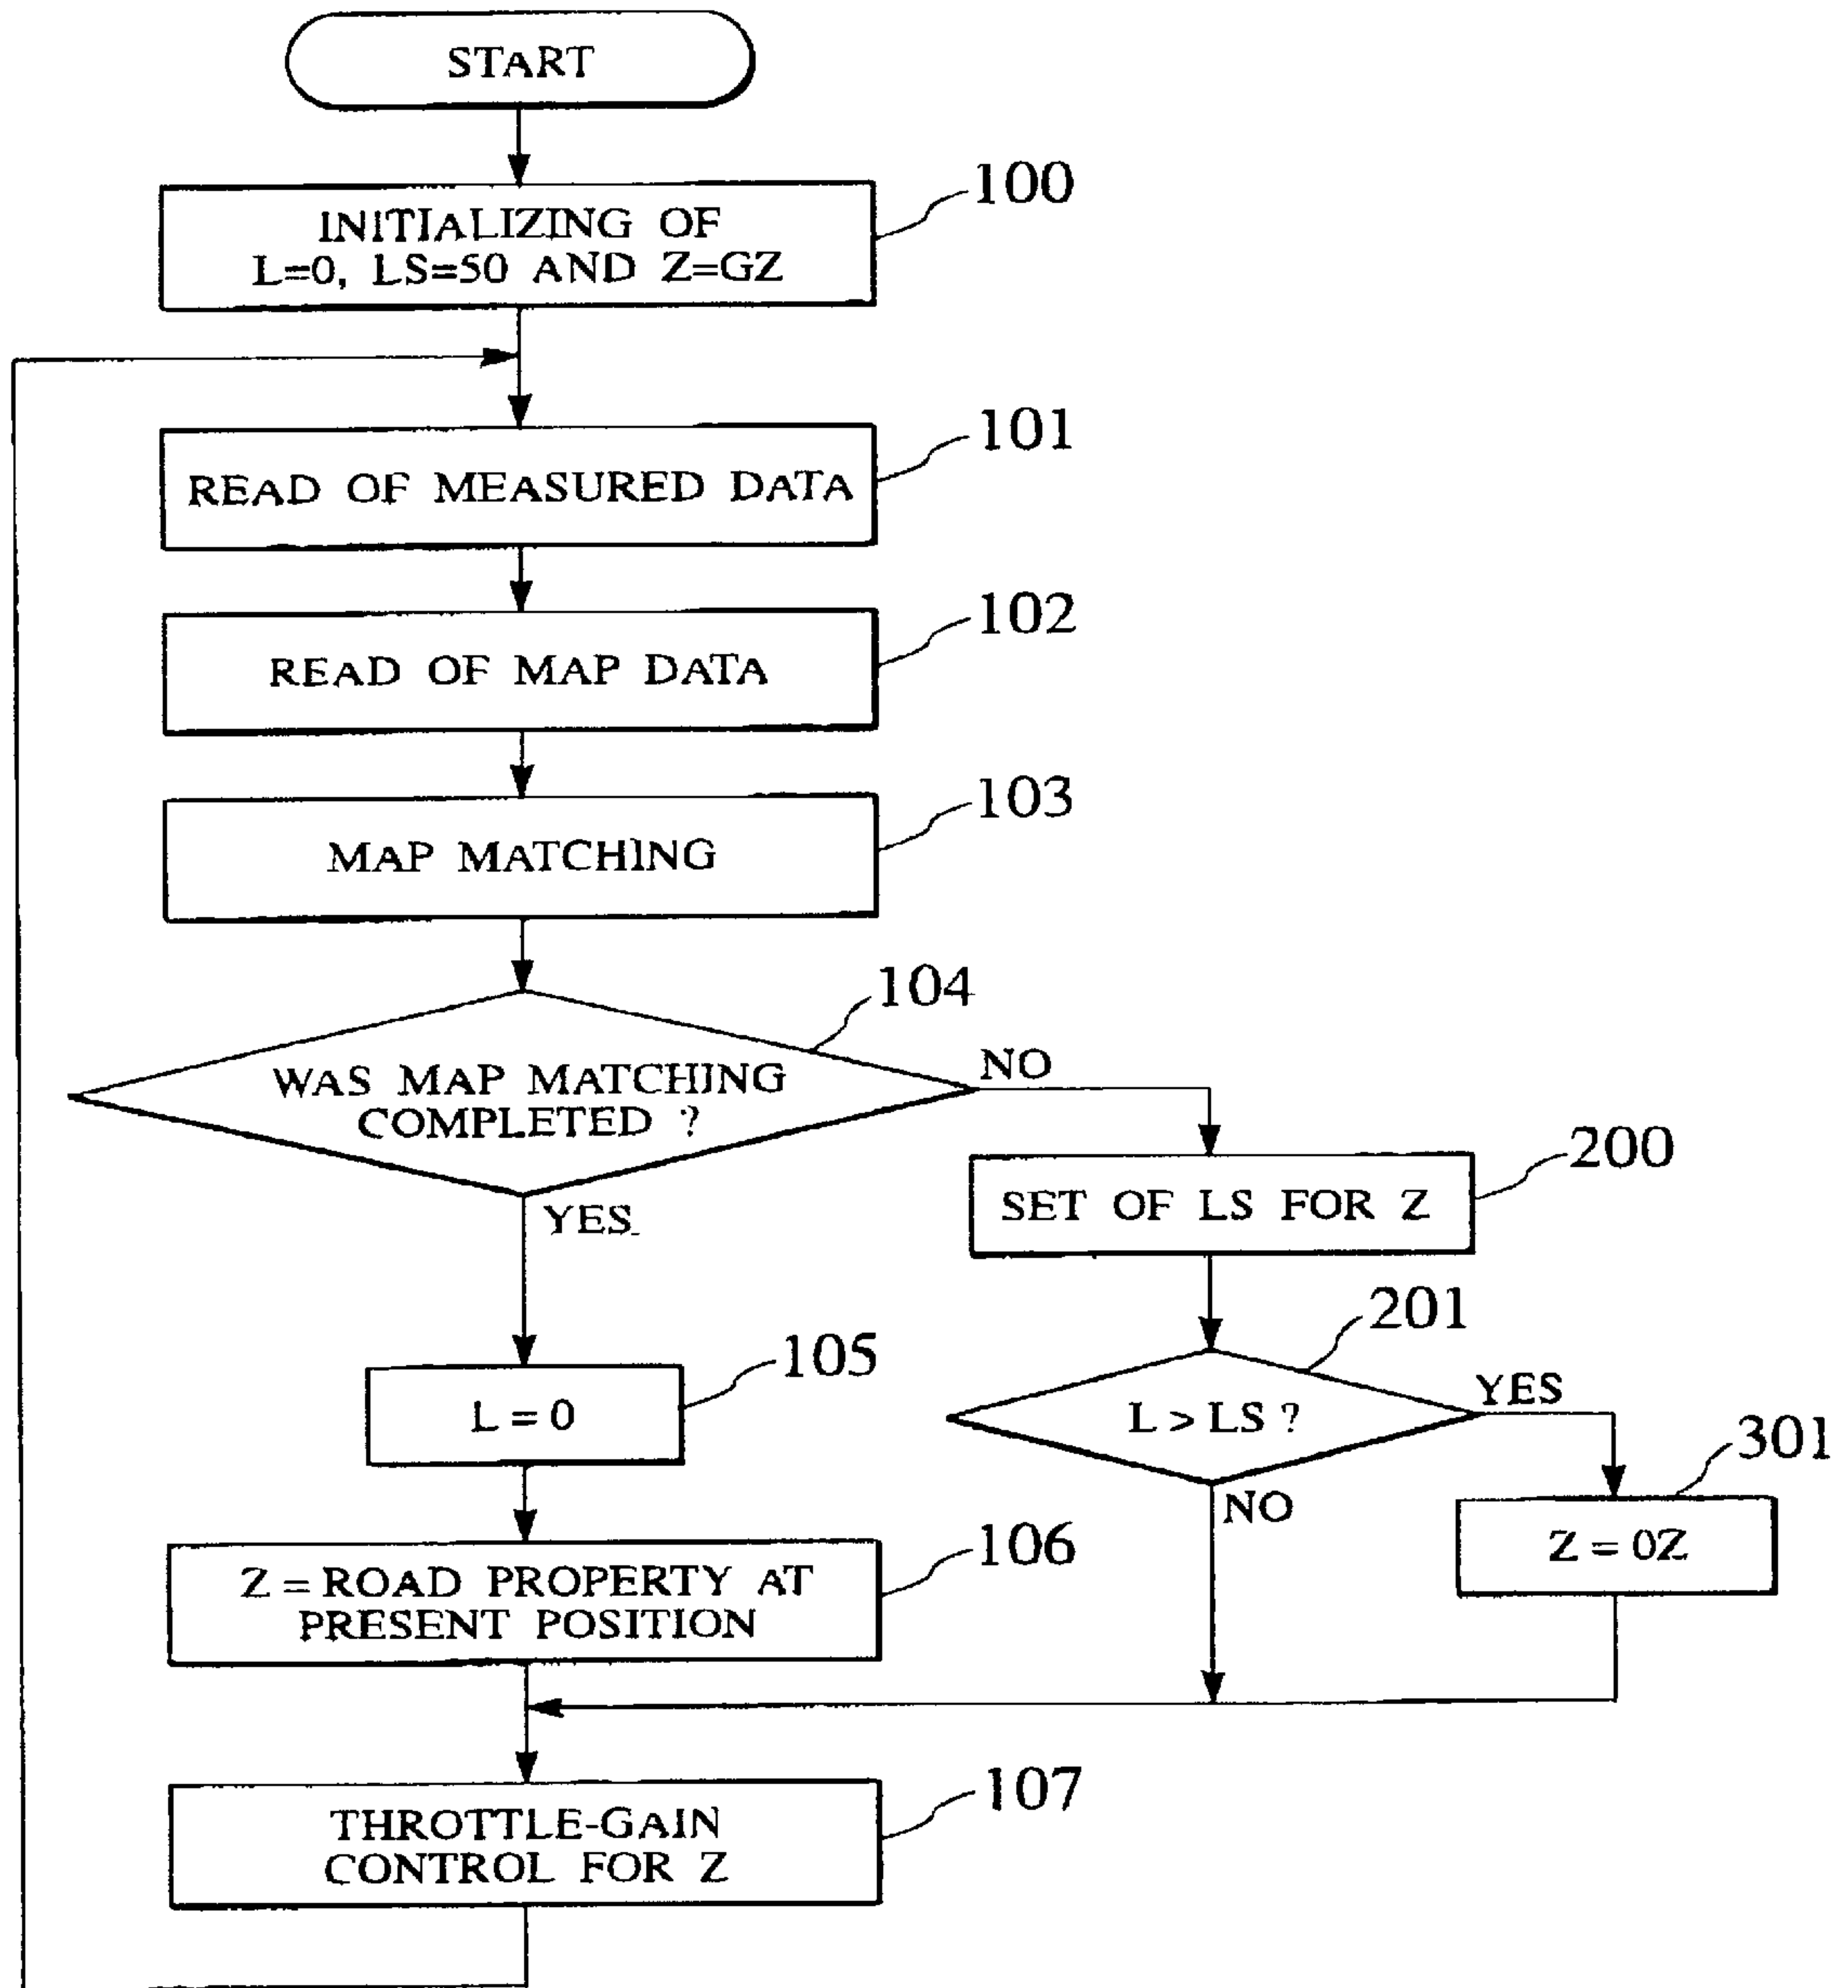 START
100
INITIALIZING OF
L=0, LS=50 AND Z=GZ
101
READ OF MEASURED DATA
102
READ OF MAP DATA
103
MAP MATCHING
104
WAS MAP MATCHING
COMPLETED ?
NO
YES
200
SET OF LS FOR Z
201
L > LS ?
YES
NO
301
Z = 0Z
105
L = 0
106
Z = ROAD PROPERTY AT
PRESENT POSITION
107
THROTTLE-GAIN
CONTROL FOR Z